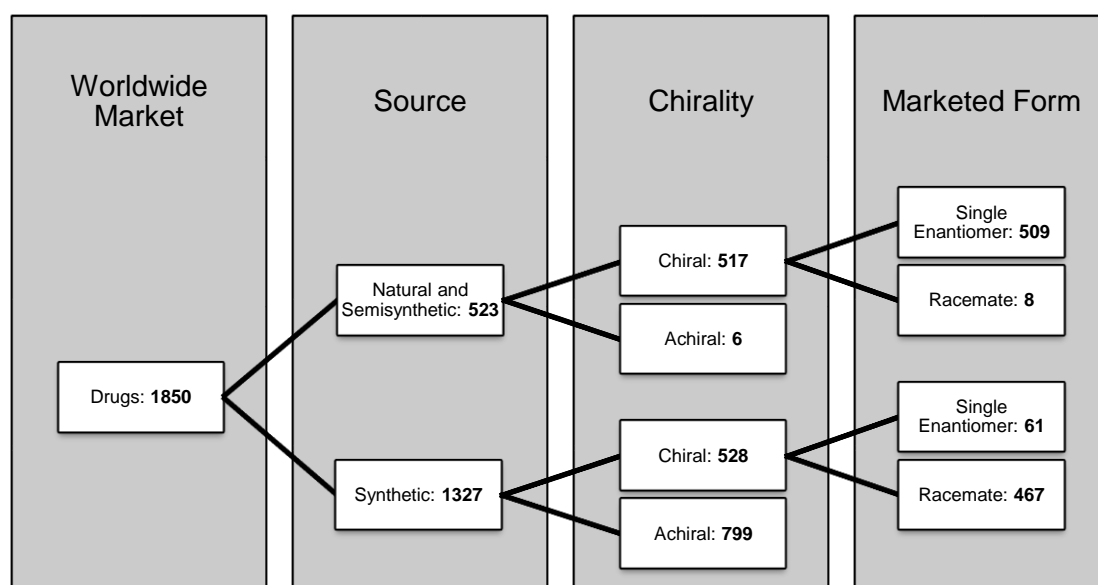 Worldwide
Market
Source
Chirality
Marketed Form
Drugs: 1850
Natural and
Semisynthetic: 523
Synthetic: 1327
Chiral: 517
Achiral: 6
Chiral: 528
Achiral: 799
Single
Enantiomer: 509
Racemate: 8
Single
Enantiomer: 61
Racemate: 467